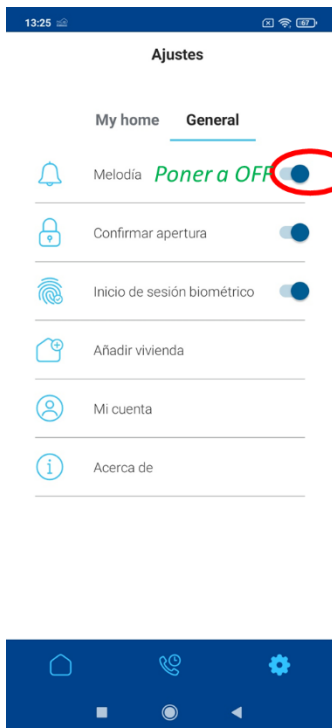 13:25 67
Ajustes
My home General
Melodía Poner a OFF
Confirmar apertura
Inicio de sesión biométrico
Añadir vivienda
Mi cuenta
Acerca de